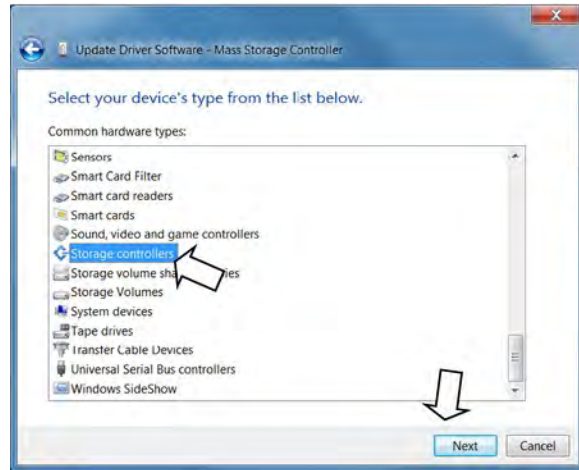 Update Driver Software - Mass Storage Controller
Select your device's type from the list below.
Common hardware types:
Sensors
Smart Card Filter
Smart card readers
Smart cards
Sound, video and game controllers
Storage controllers
Storage volume sha ies
Storage Volumes
System devices
Tape drives
Transfer Cable Devices
Universal Serial Bus controllers
Windows SideShow
Next Cancel